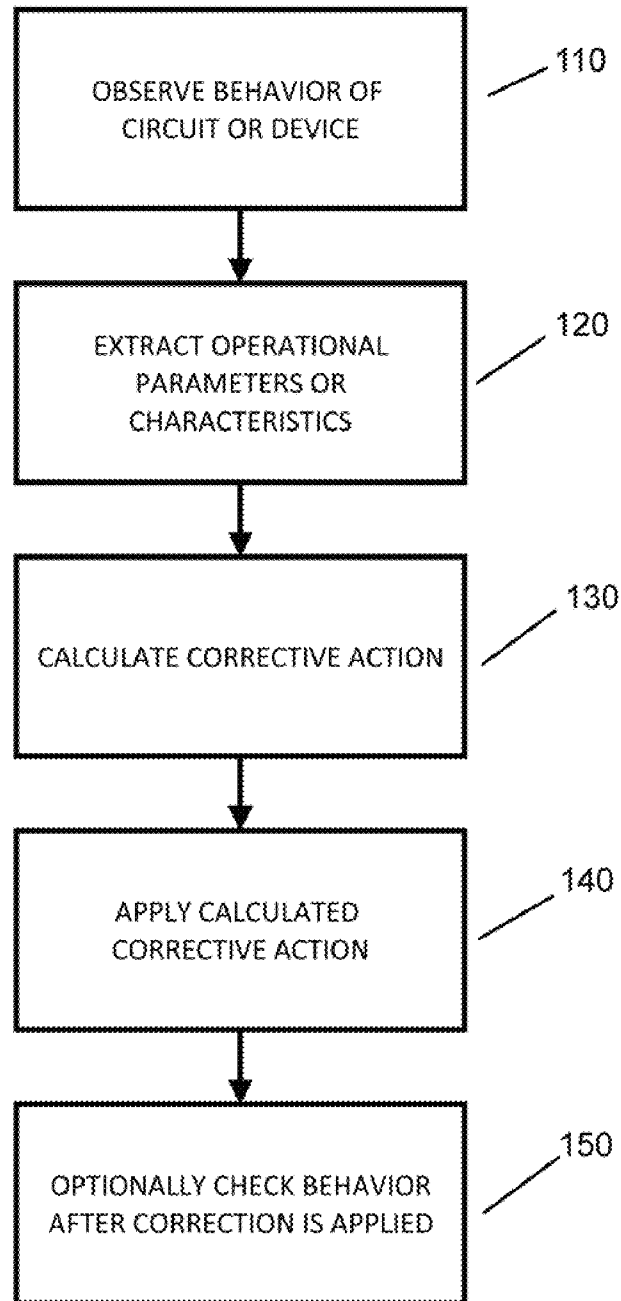 OBSERVE BEHAVIOR OF
CIRCUIT OR DEVICE
110
EXTRACT OPERATIONAL
PARAMETERS OR
CHARACTERISTICS
120
CALCULATE CORRECTIVE ACTION
130
APPLY CALCULATED
CORRECTIVE ACTION
140
OPTIONALLY CHECK BEHAVIOR
AFTER CORRECTION IS APPLIED
150